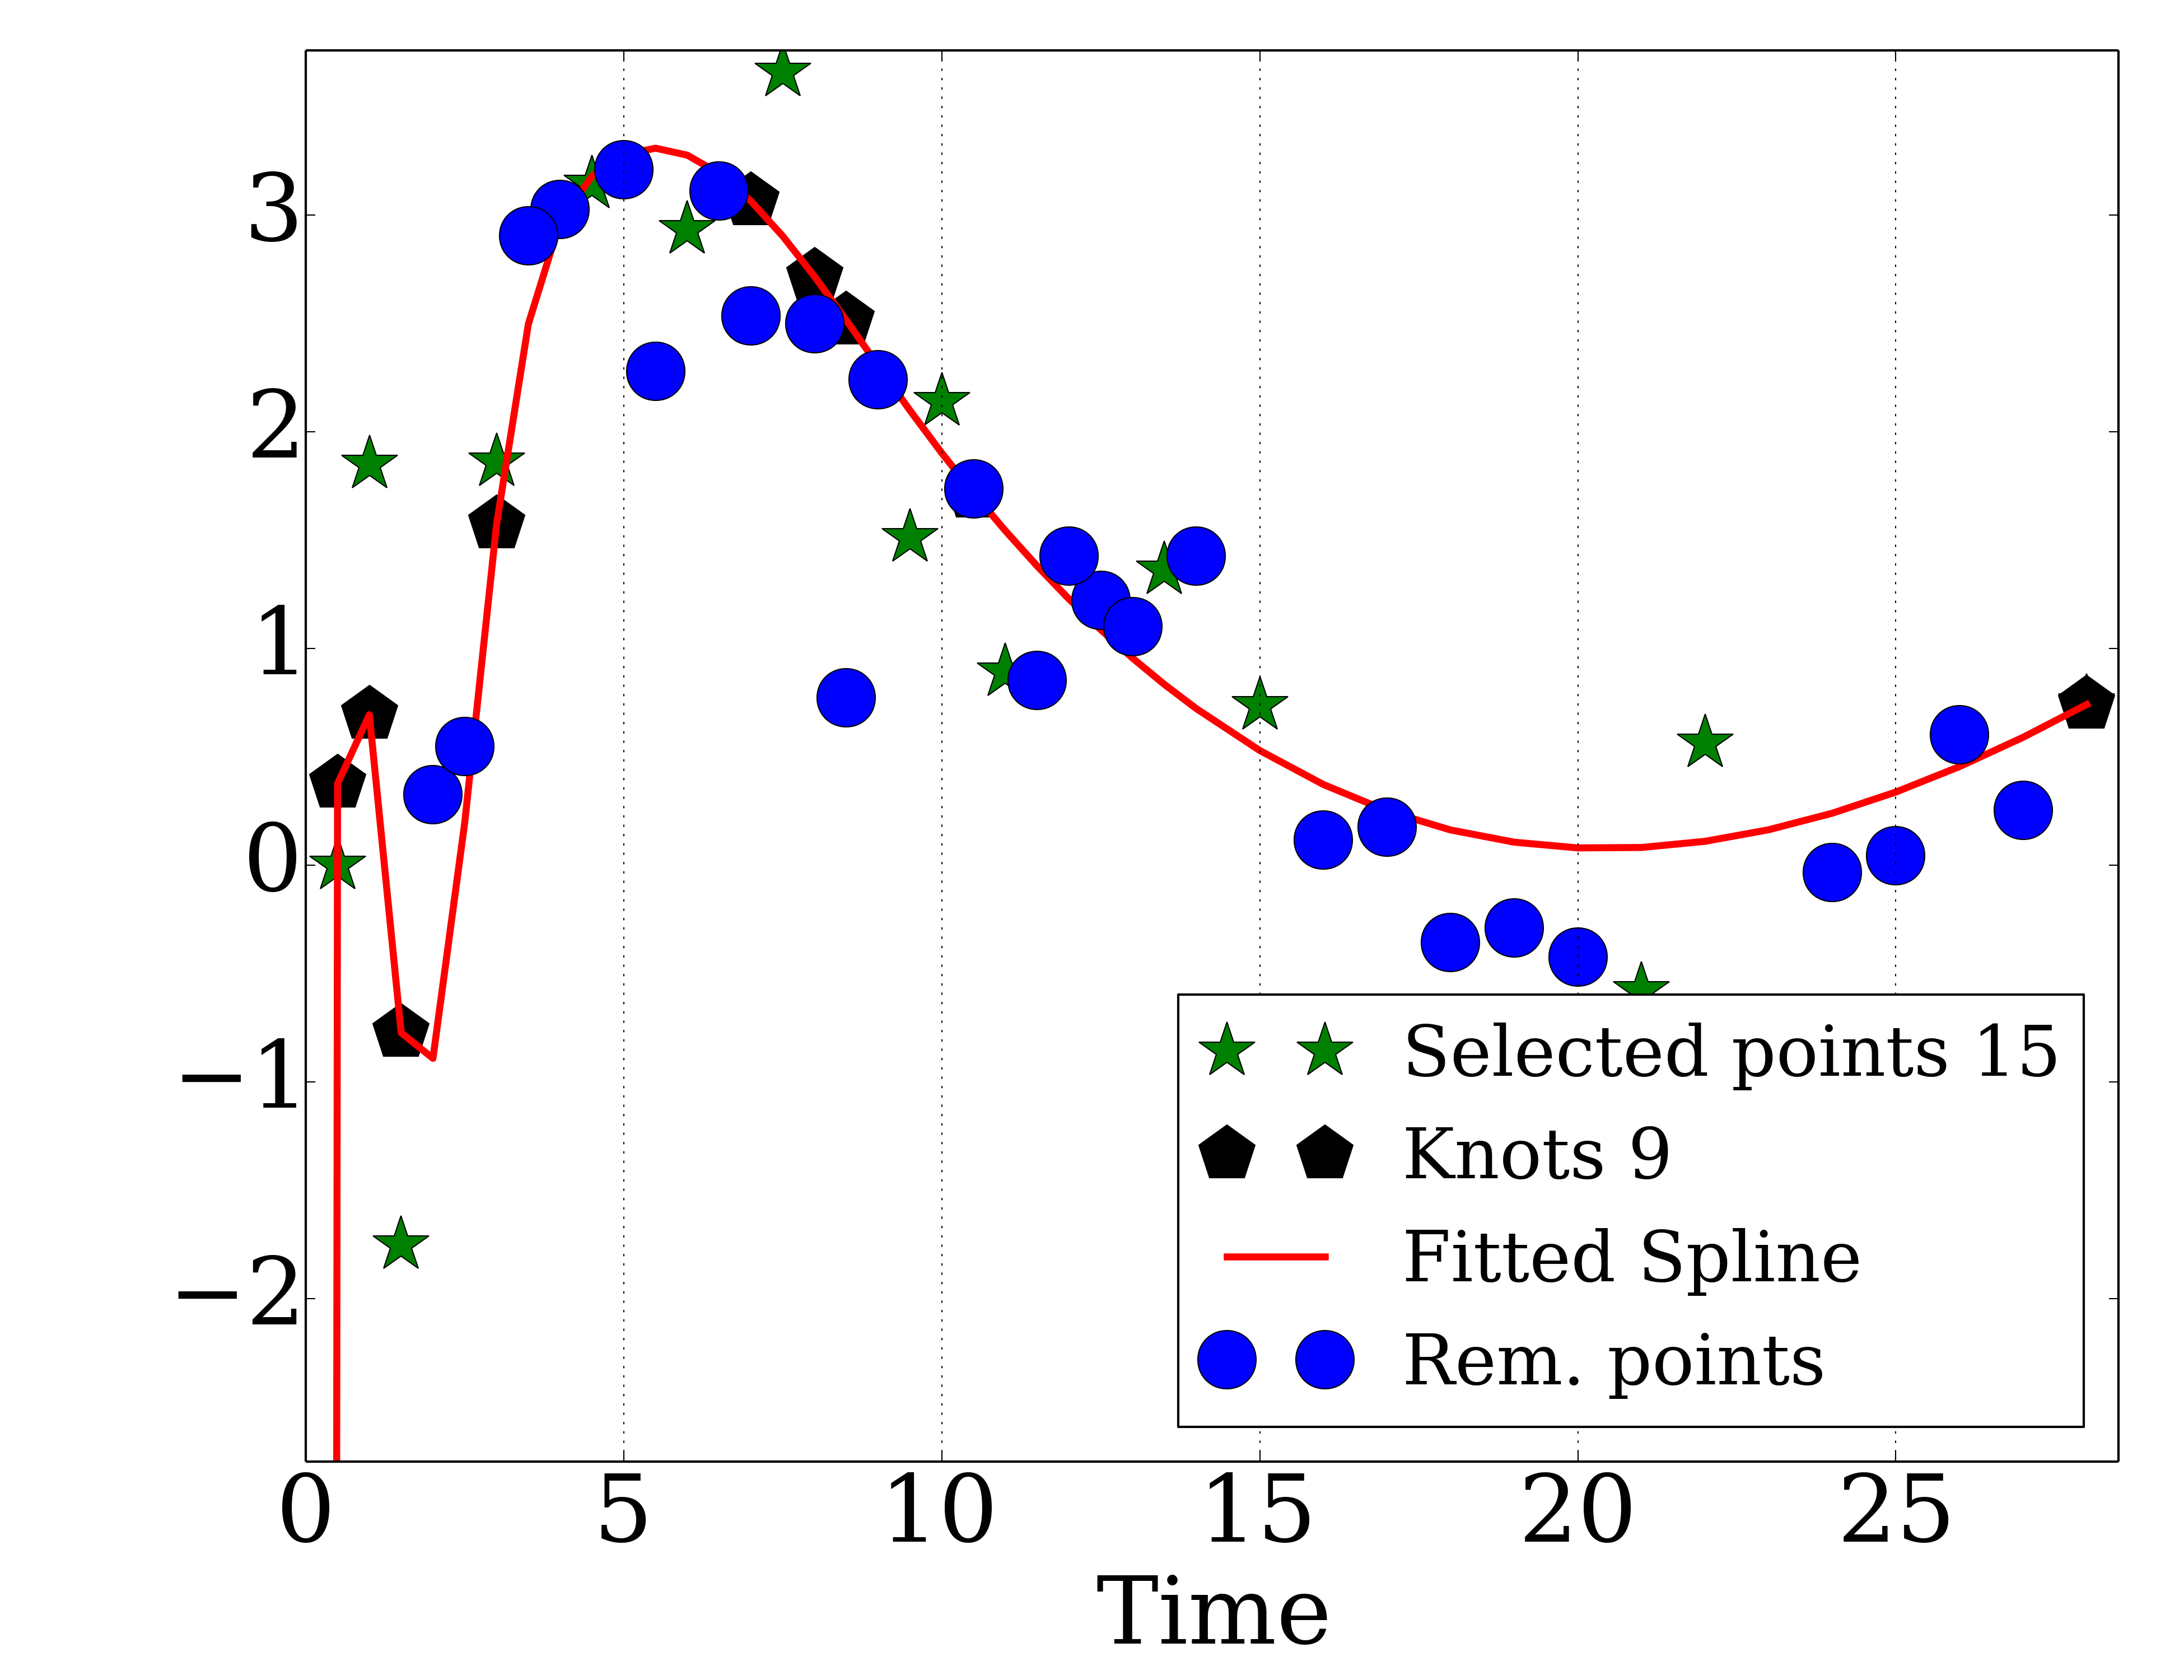 3
2
1
0
−1
−2
0 5 10 15 20 25
Time
Selected points 15
Knots 9
Fitted Spline
Rem. points